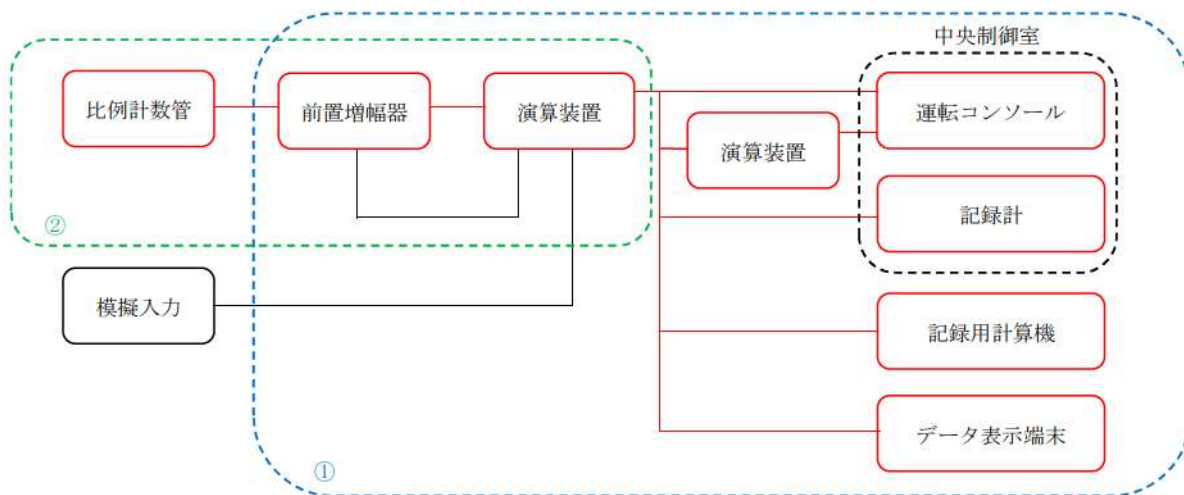 中央制御室
比例計数管
前置増幅器
演算装置
運転コンソール
演算装置
記録計
②
模擬入力
記録用計算機
データ表示端末
①